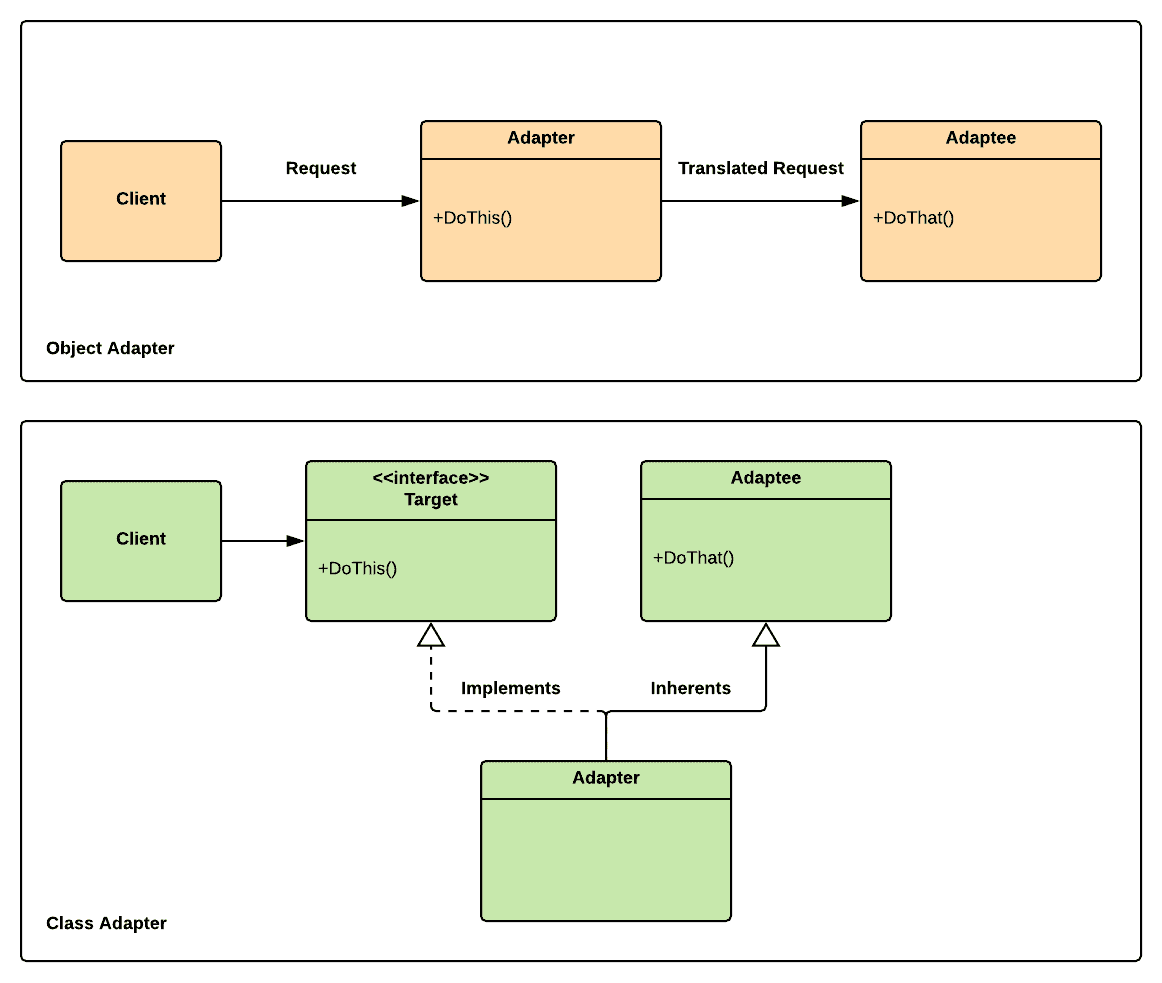 Client
Request
Adapter
+DoThis()
Translated Request
Adaptee
+DoThat()
Object Adapter
Client
<<interface>>
Target
+DoThis()
Adaptee
+DoThat()
Implements
Inherents
Adapter
Class Adapter